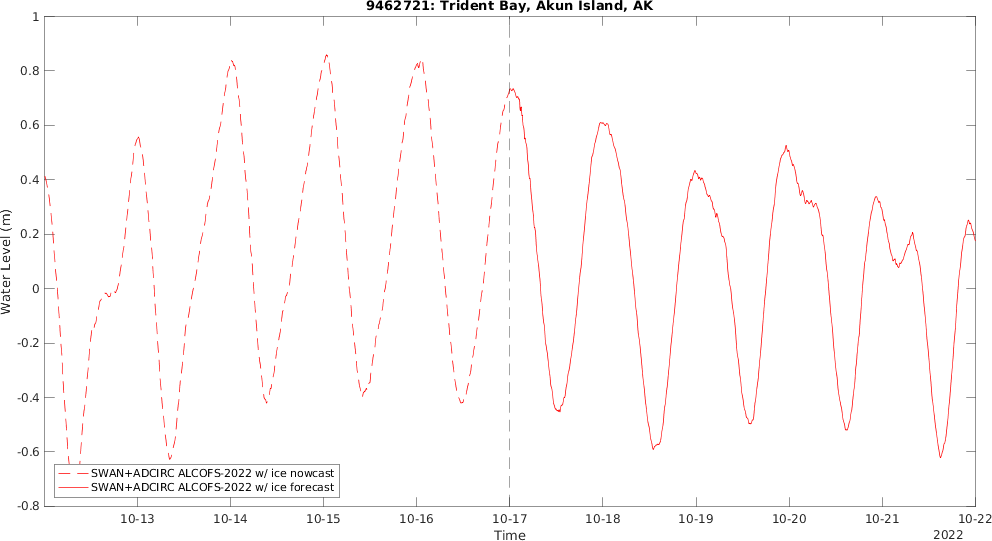 9462721: Trident Bay, Akun Island, AK
1
0.8
0.6
0.4
0.2
0
-0.2
-0.4
-0.6
-0.8
Water Level (m)
SWAN+ADCIRC ALCOFS-2022 w/ ice nowcast
SWAN+ADCIRC ALCOFS-2022 w/ ice forecast
10-13 10-14 10-15 10-16 10-17 10-18 10-19 10-20 10-21 10-22
Time
2022